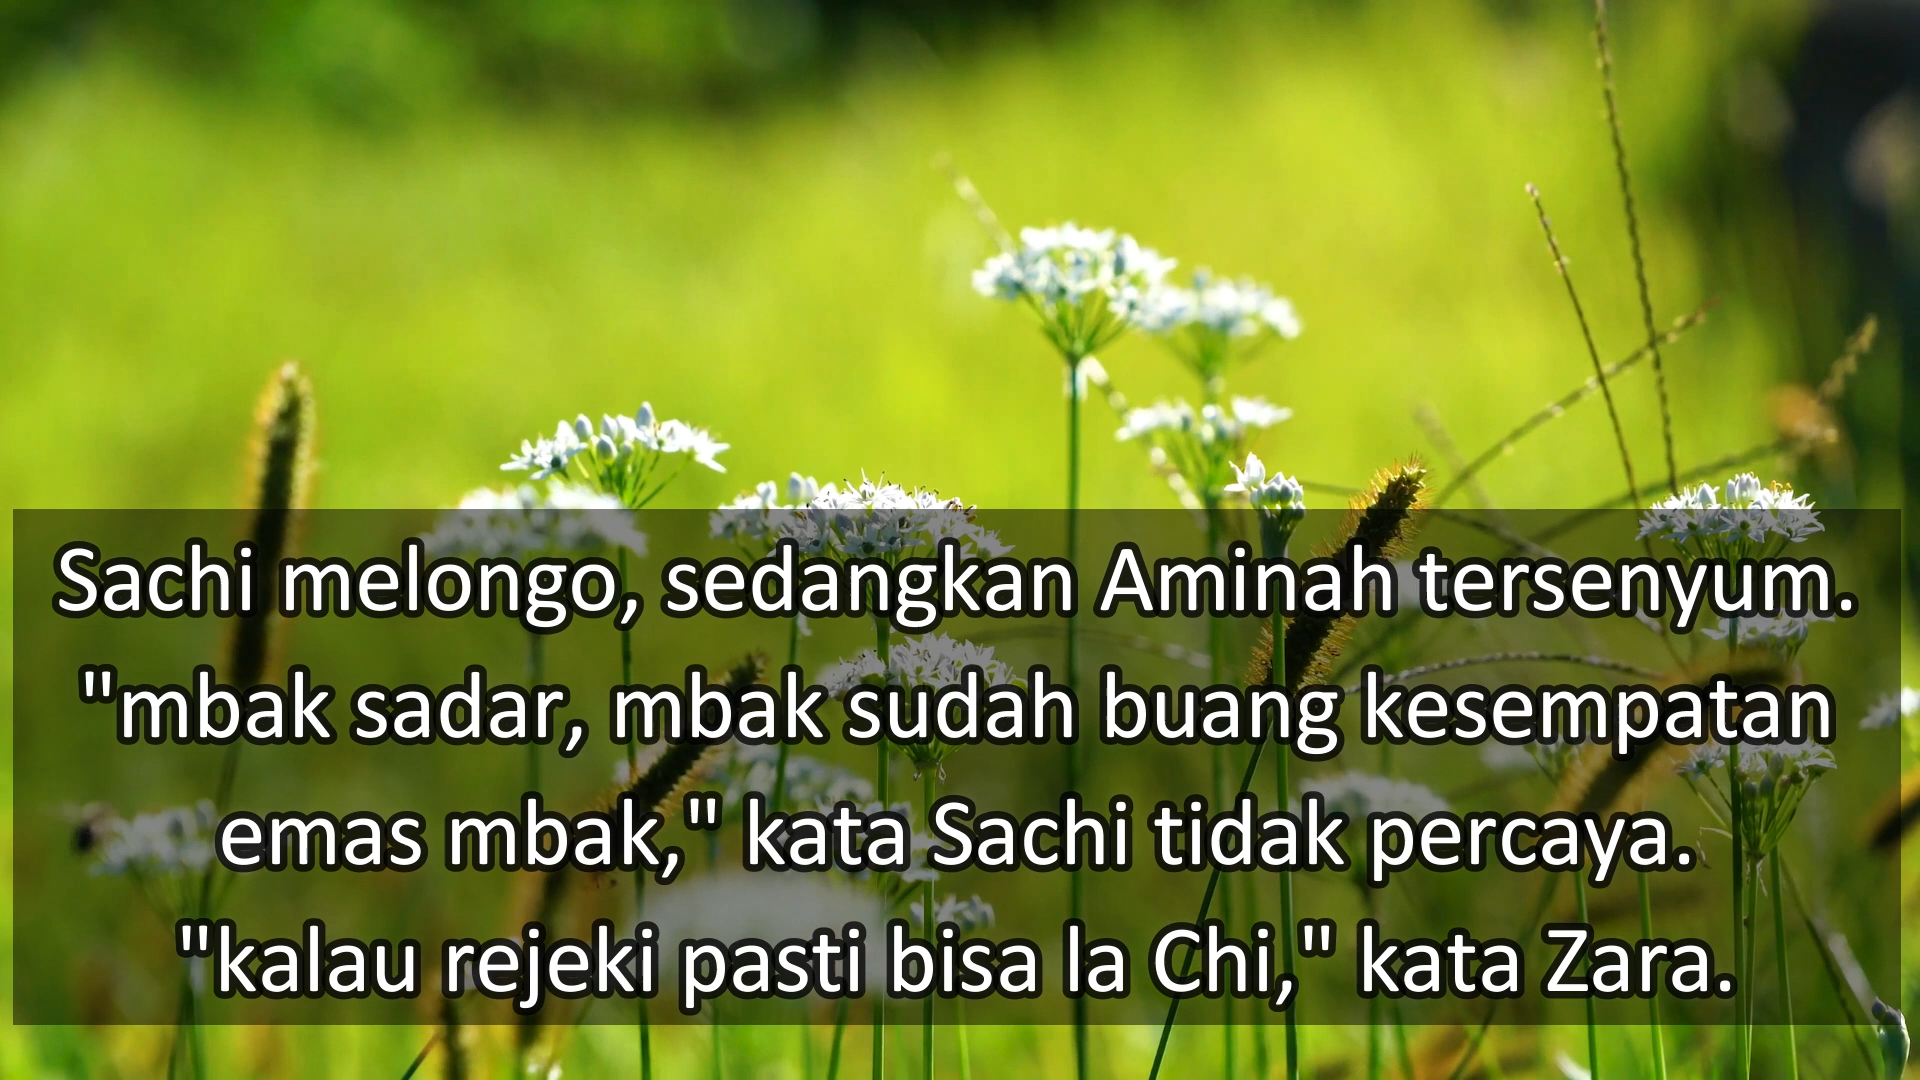 Sachi melongo, sedangkan Aminah tersenyum.
"mbak sadar, mbak sudah buang kesempatan
emas mbak," kata Sachi tidak percaya.
"kalau rejeki pasti bisa la Chi," kata Zara.